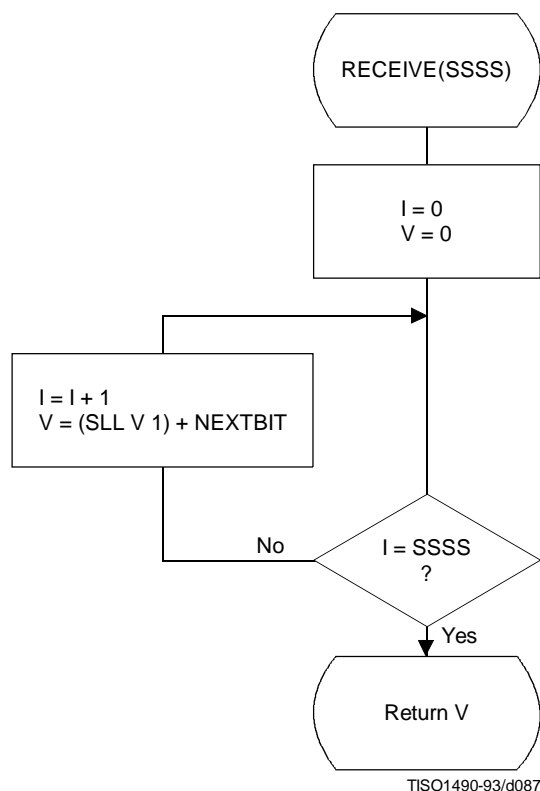 RECEIVE(SSSS)
I = 0
V = 0
I = I + 1
V = (SLL V 1) + NEXTBIT
No
I = SSSS
?
Yes
Return V
TISO1490-93/d087